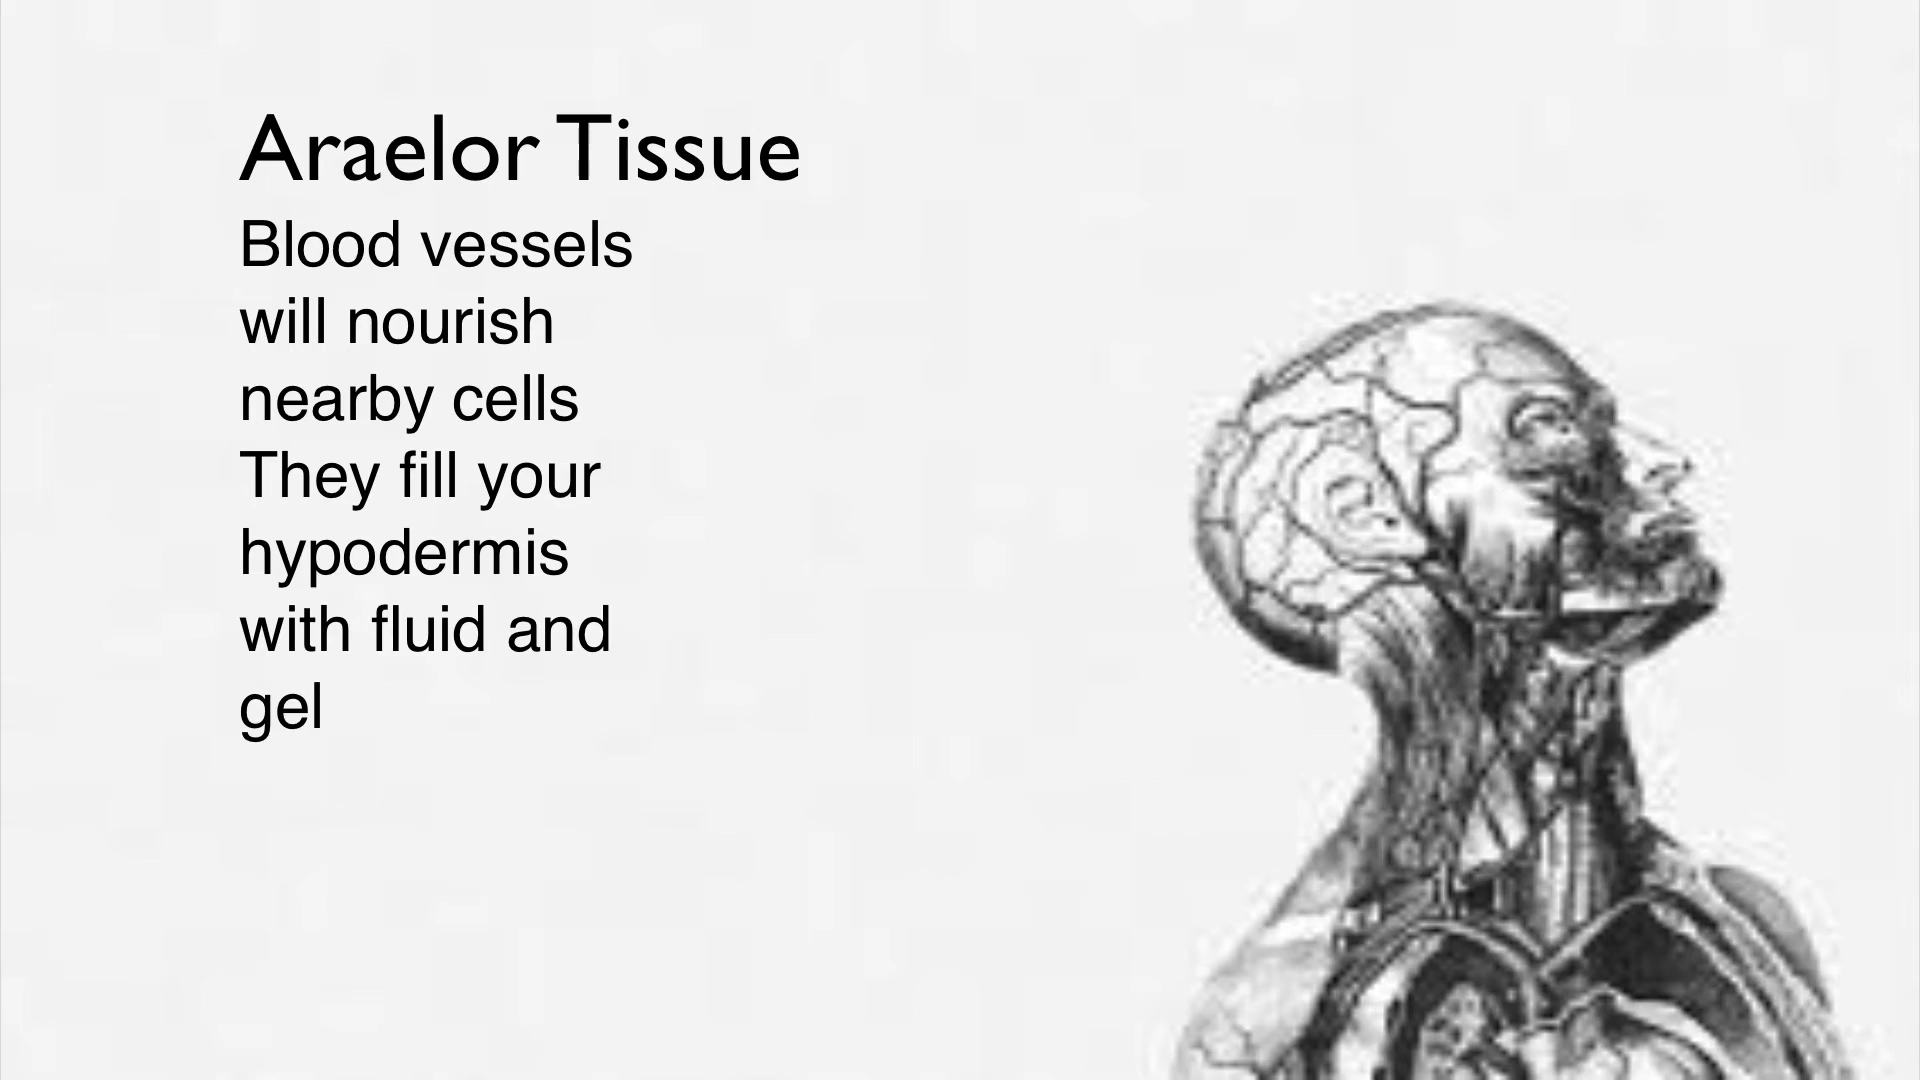 Araelor Tissue
Blood vessels
will nourish
nearby cells
They fill your
hypodermis
with fluid and
gel